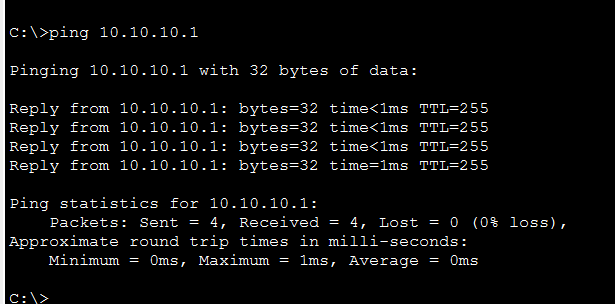 C:\>ping 10.10.10.1
Pinging 10.10.10.1 with 32 bytes of data:
Reply from 10.10.10.1: bytes=32 time<1ms TTL=255
Reply from 10.10.10.1: bytes=32 time<1ms TTL=255
Reply from 10.10.10.1: bytes=32 time<1ms TTL=255
Reply from 10.10.10.1: bytes=32 time=1ms TTL=255
Ping statistics for 10.10.10.1:
    Packets: Sent = 4, Received = 4, Lost = 0 (0% loss),
Approximate round trip times in milli-seconds:
    Minimum = 0ms, Maximum = 1ms, Average = 0ms
C:\>